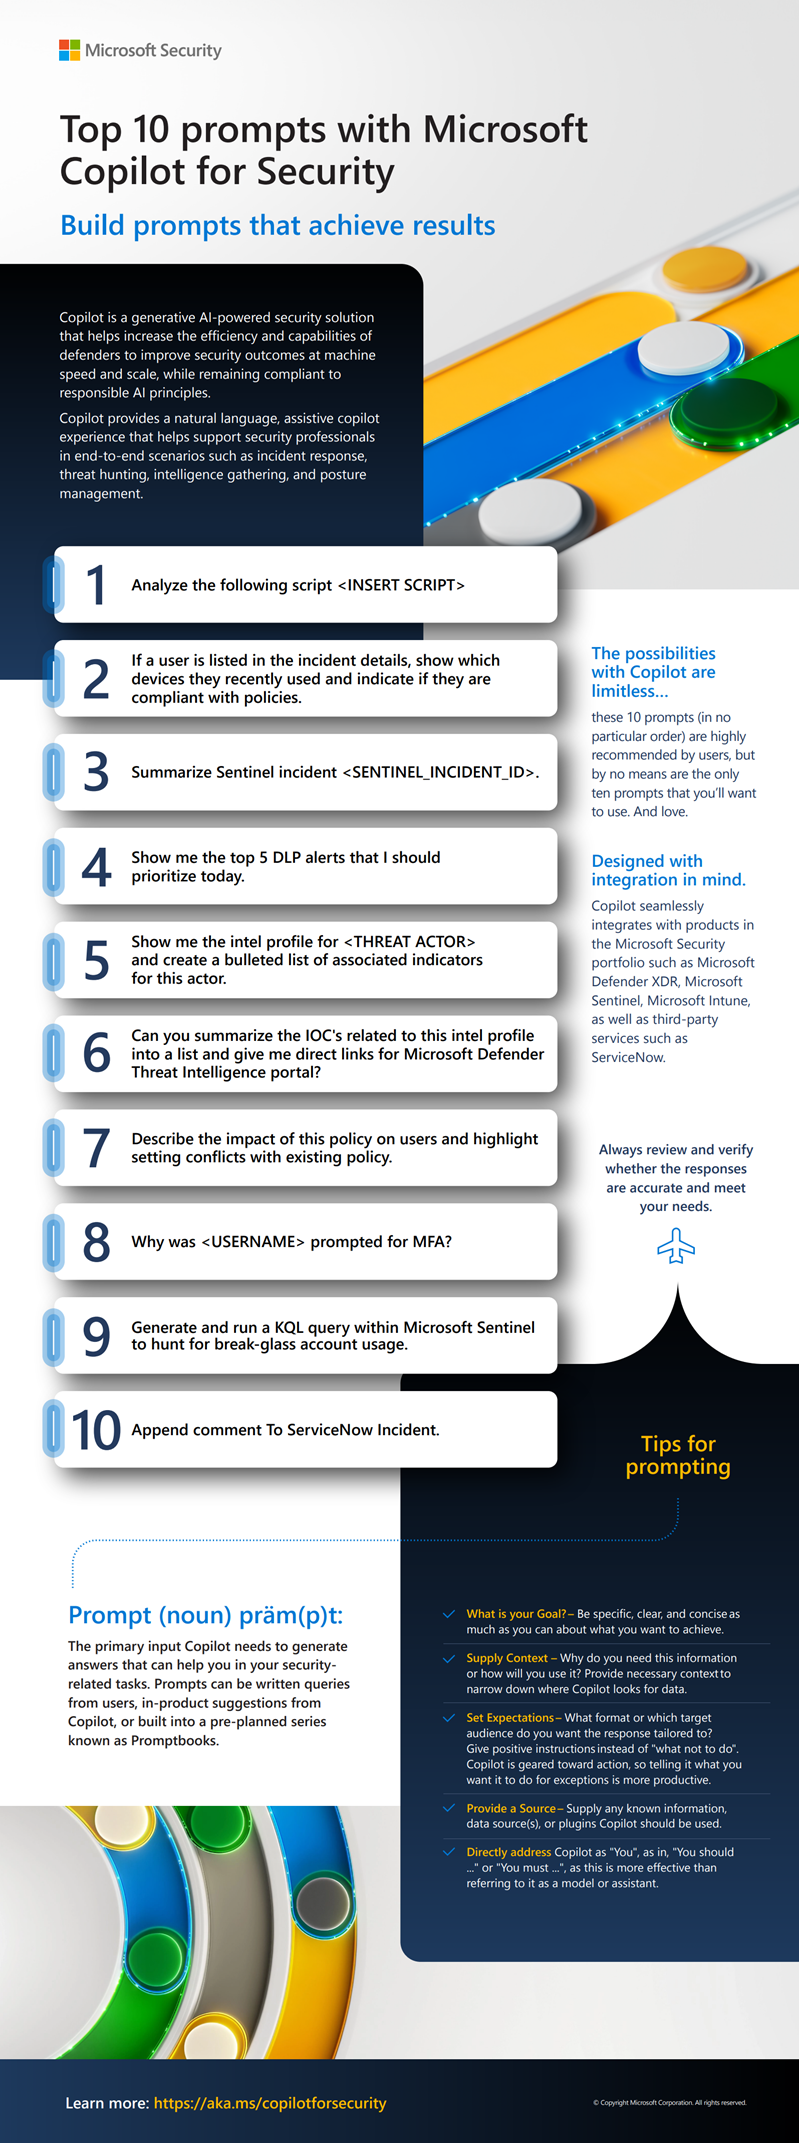 Microsoft Security
Top 10 prompts with Microsoft
Copilot for Security
Build prompts that achieve results
Copilot is a generative AI-powered security solution
that helps increase the efficiency and capabilities of
defenders to improve security outcomes at machine
speed and scale, while remaining compliant to
responsible AI principles.
Copilot provides a natural language, assistive copilot
experience that helps support security professionals
in end-to-end scenarios such as incident response,
threat hunting, intelligence gathering, and posture
management.
1
Analyze the following script <INSERT SCRIPT>
2
If a user is listed in the incident details, show which
devices they recently used and indicate if they are
compliant with policies.
3
Summarize Sentinel incident <SENTINEL_INCIDENT_ID>.
4
Show me the top 5 DLP alerts that I should
prioritize today.
5
Show me the intel profile for <THREAT ACTOR>
and create a bulleted list of associated indicators
for this actor.
6
Can you summarize the IOC's related to this intel profile
into a list and give me direct links for Microsoft Defender
Threat Intelligence portal?
7
Describe the impact of this policy on users and highlight
setting conflicts with existing policy.
8
Why was <USERNAME> prompted for MFA?
9
Generate and run a KQL query within Microsoft Sentinel
to hunt for break-glass account usage.
10
Append comment To ServiceNow Incident.
The possibilities
with Copilot are
limitless...
these 10 prompts (in no
particular order) are highly
recommended by users, but
by no means are the only
ten prompts that you'll want
to use. And love.
Designed with
integration in mind.
Copilot seamlessly
integrates with products in
the Microsoft Security
portfolio such as Microsoft
Defender XDR, Microsoft
Sentinel, Microsoft Intune,
as well as third-party
services such as
ServiceNow.
Always review and verify
whether the responses
are accurate and meet
your needs.
Tips for
prompting
Prompt (noun) präm(p)t:
The primary input Copilot needs to generate
answers that can help you in your security-
related tasks. Prompts can be written queries
from users, in-product suggestions from
Copilot, or built into a pre-planned series
known as Promptbooks.
What is your Goal? – Be specific, clear, and concise as
much as you can about what you want to achieve.
Supply Context – Why do you need this information
or how will you use it? Provide necessary context to
narrow down where Copilot looks for data.
Set Expectations – What format or which target
audience do you want the response tailored to?
Give positive instructions instead of "what not to do".
Copilot is geared toward action, so telling it what you
want it to do for exceptions is more productive.
Provide a Source – Supply any known information,
data source(s), or plugins Copilot should be used.
Directly address Copilot as "You", as in, "You should
..." or "You must ...", as this is more effective than
referring to it as a model or assistant.
Learn more: https://aka.ms/copilotforsecurity
© Copyright Microsoft Corporation. All rights reserved.